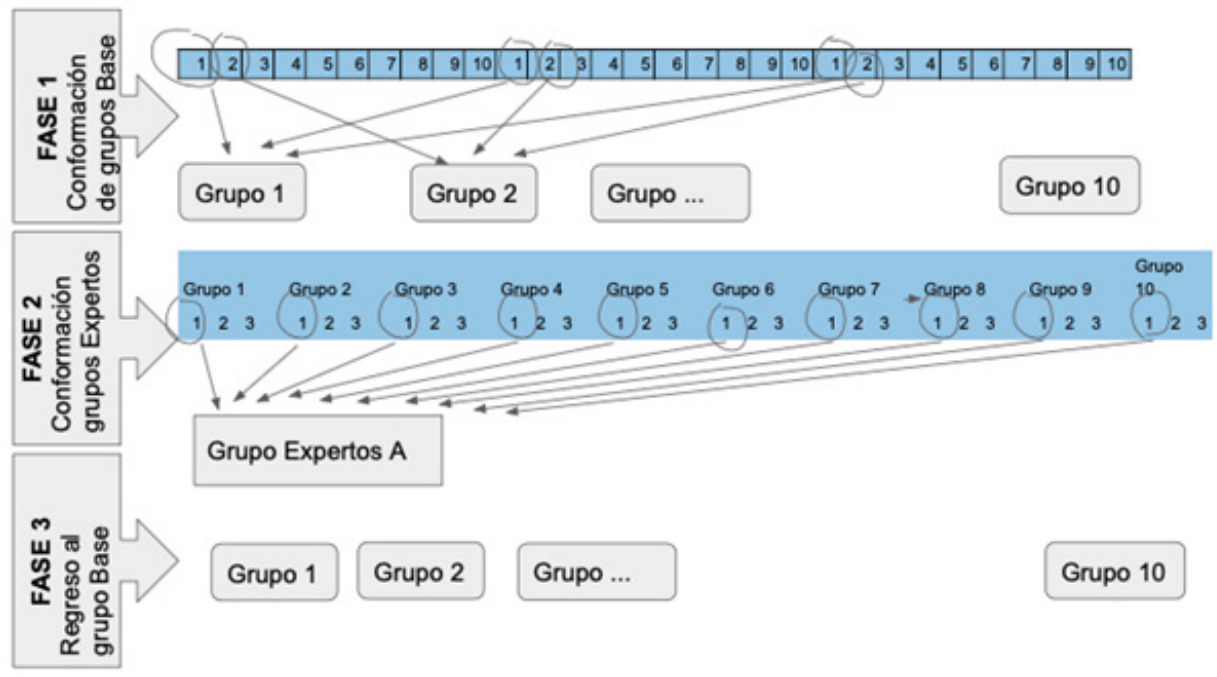 FASE 1
Conformación
de grupos Base
1 2 3 4 5 6 7 8 9 10 1 2 3 4 5 6 7 8 9 10 1 2 3 4 5 6 7 8 9 10
Grupo 1
Grupo 2
Grupo ...
Grupo 10
FASE 2
Conformación
grupos Expertos
Grupo 1 Grupo 2 Grupo 3 Grupo 4 Grupo 5 Grupo 6 Grupo 7 Grupo 8 Grupo 9 Grupo
10
1 2 3 1 2 3 1 2 3 1 2 3 1 2 3 1 2 3 1 2 3 1 2 3 1 2 3 1 2 3
Grupo Expertos A
FASE 3
Regreso al
grupo Base
Grupo 1
Grupo 2
Grupo ...
Grupo 10